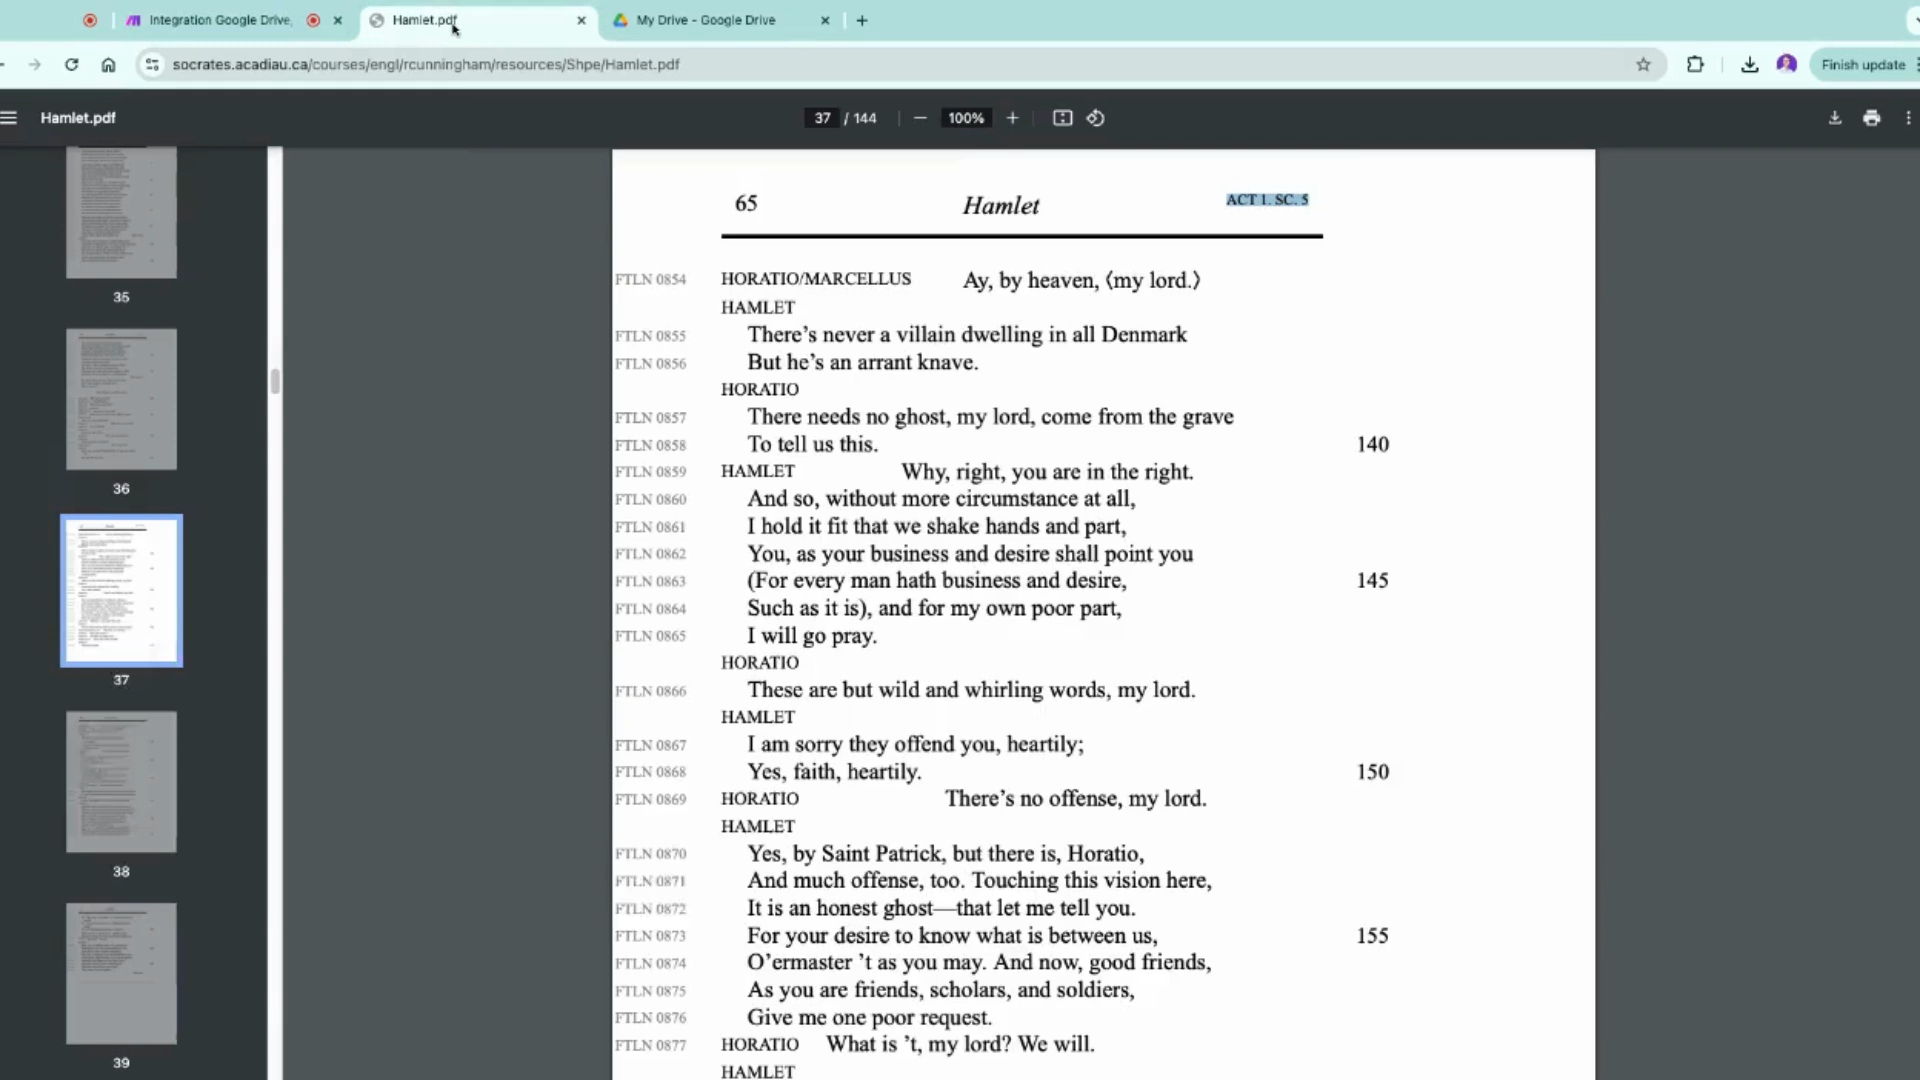 Integration Google Drive,
Hamlet.pdf
My Drive - Google Drive
socrates.acadiau.ca/courses/engl/rcunningham/resources/Shpe/Hamlet.pdf
Finish update
Hamlet.pdf
37 / 144
100%
35
36
37
38
39
65 Hamlet ACT 1. SC. 5
FTLN 0854 HORATIO/MARCELLUS Ay, by heaven, ⟨my lord.⟩
HAMLET
FTLN 0855 There’s never a villain dwelling in all Denmark
FTLN 0856 But he’s an arrant knave.
HORATIO
FTLN 0857 There needs no ghost, my lord, come from the grave
FTLN 0858 To tell us this. 140
FTLN 0859 HAMLET Why, right, you are in the right.
FTLN 0860 And so, without more circumstance at all,
FTLN 0861 I hold it fit that we shake hands and part,
FTLN 0862 You, as your business and desire shall point you
FTLN 0863 (For every man hath business and desire, 145
FTLN 0864 Such as it is), and for my own poor part,
FTLN 0865 I will go pray.
HORATIO
FTLN 0866 These are but wild and whirling words, my lord.
HAMLET
FTLN 0867 I am sorry they offend you, heartily;
FTLN 0868 Yes, faith, heartily. 150
FTLN 0869 HORATIO There’s no offense, my lord.
HAMLET
FTLN 0870 Yes, by Saint Patrick, but there is, Horatio,
FTLN 0871 And much offense, too. Touching this vision here,
FTLN 0872 It is an honest ghost—that let me tell you.
FTLN 0873 For your desire to know what is between us, 155
FTLN 0874 O’ermaster ’t as you may. And now, good friends,
FTLN 0875 As you are friends, scholars, and soldiers,
FTLN 0876 Give me one poor request.
FTLN 0877 HORATIO What is ’t, my lord? We will.
HAMLET